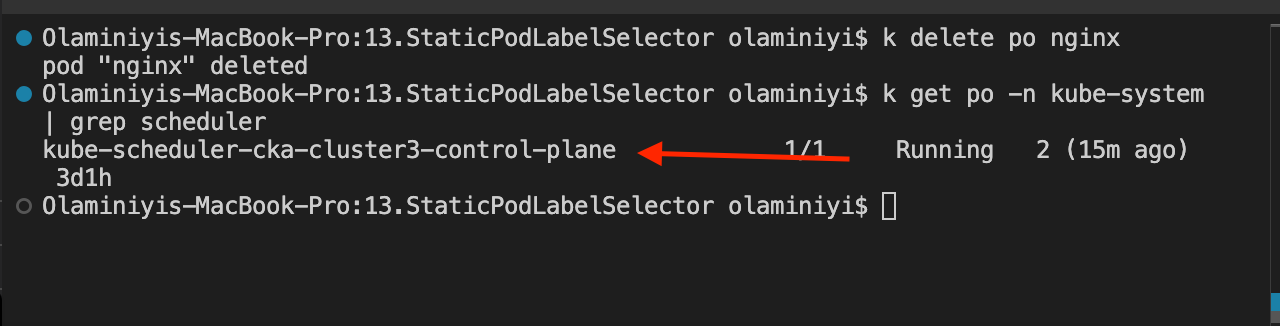 Olaminiyis-MacBook-Pro:13.StaticPodLabelSelector olaminiyi$ k delete po nginx
pod "nginx" deleted
Olaminiyis-MacBook-Pro:13.StaticPodLabelSelector olaminiyi$ k get po -n kube-system
| grep scheduler
kube-scheduler-cka-cluster3-control-plane 1/1 Running 2 (15m ago)
3d1h
Olaminiyis-MacBook-Pro:13.StaticPodLabelSelector olaminiyi$